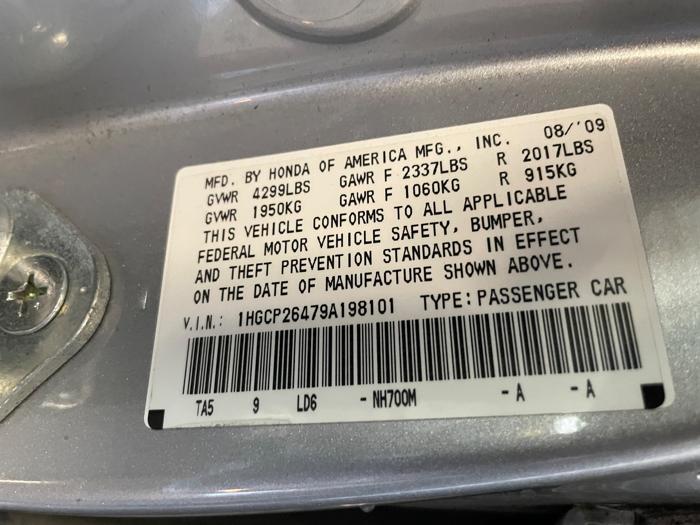 MFD. BY HONDA OF AMERICA MFG., INC. 08/'09
GVWR 4299LBS GAWR F 2337LBS R 2017LBS
GVWR 1950KG GAWR F 1060KG R 915KG
THIS VEHICLE CONFORMS TO ALL APPLICABLE
FEDERAL MOTOR VEHICLE SAFETY, BUMPER,
AND THEFT PREVENTION STANDARDS IN EFFECT
ON THE DATE OF MANUFACTURE SHOWN ABOVE.
V.I.N.: 1HGCP26479A198101 TYPE: PASSENGER CAR
TA5 9 LD6 -NH700M -A -A